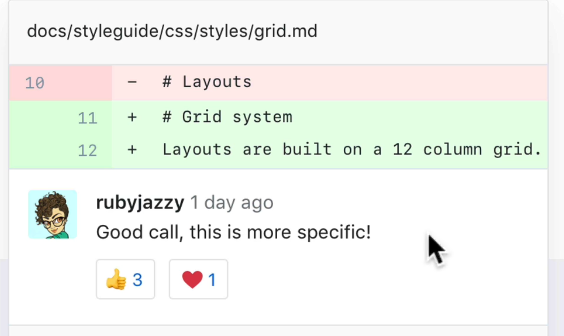 docs/styleguide/css/styles/grid.md
10 − # Layouts
11 + # Grid system
12 + Layouts are built on a 12 column grid.
rubyjazzy 1 day ago
Good call, this is more specific!
👍 3 ❤️ 1